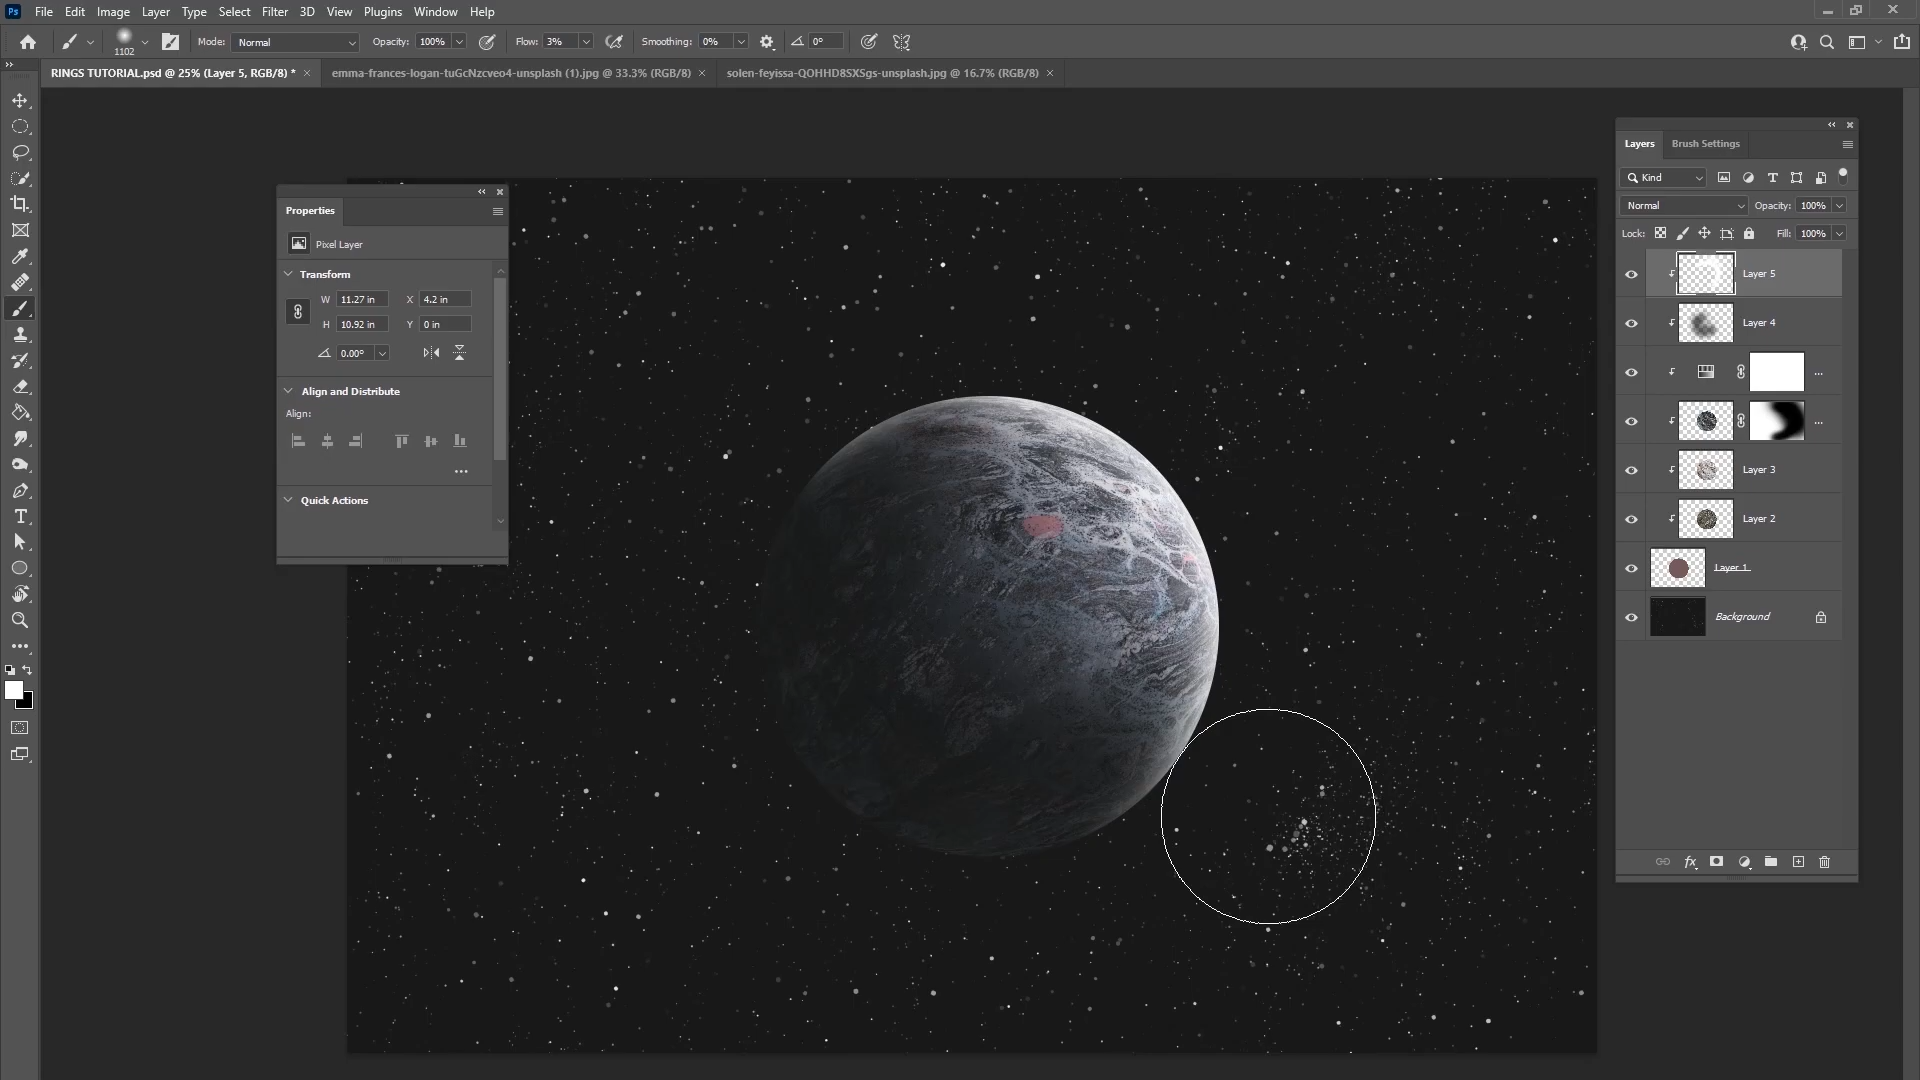 Ps File Edit Image Layer Type Select Filter 3D View Plugins Window Help
1102 Mode: Normal Opacity: 100% Flow: 3% Smoothing: 0% 0°
RINGS TUTORIAL.psd @ 25% (Layer 5, RGB/8) * emma-frances-logan-tuGcNzcveo4-unsplash (1).jpg @ 33.3% (RGB/8) solen-feyissa-QOHHD8SXSgs-unsplash.jpg @ 16.7% (RGB/8)
Properties
Pixel Layer
Transform
W 11.27 in X 4.2 in
H 10.92 in Y 0 in
0.00°
Align and Distribute
Align:
Quick Actions
Layers Brush Settings
Kind
Normal Opacity: 100%
Lock: Fill: 100%
Layer 5
Layer 4
Layer 3
Layer 2
Layer 1
Background
fx